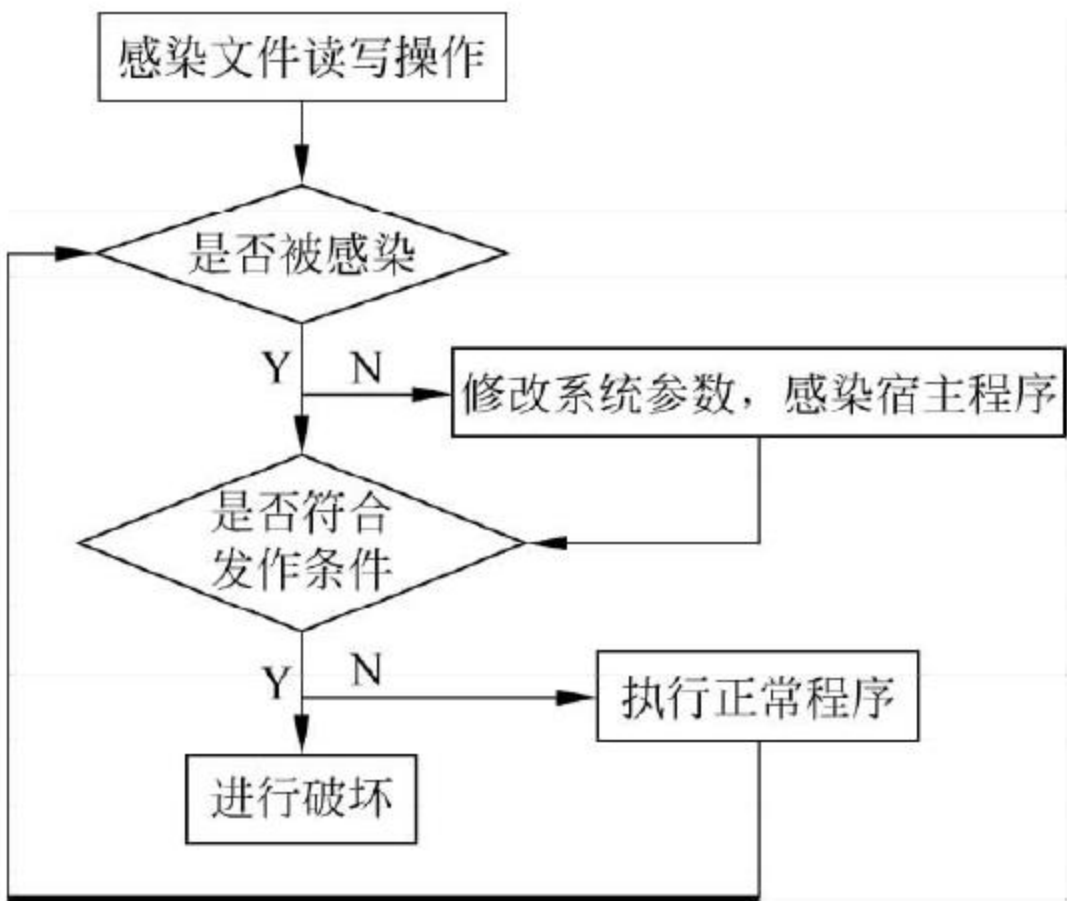 感染文件读写操作
是否被感染
Y N
修改系统参数，感染宿主程序
是否符合
发作条件
Y N
执行正常程序
进行破坏